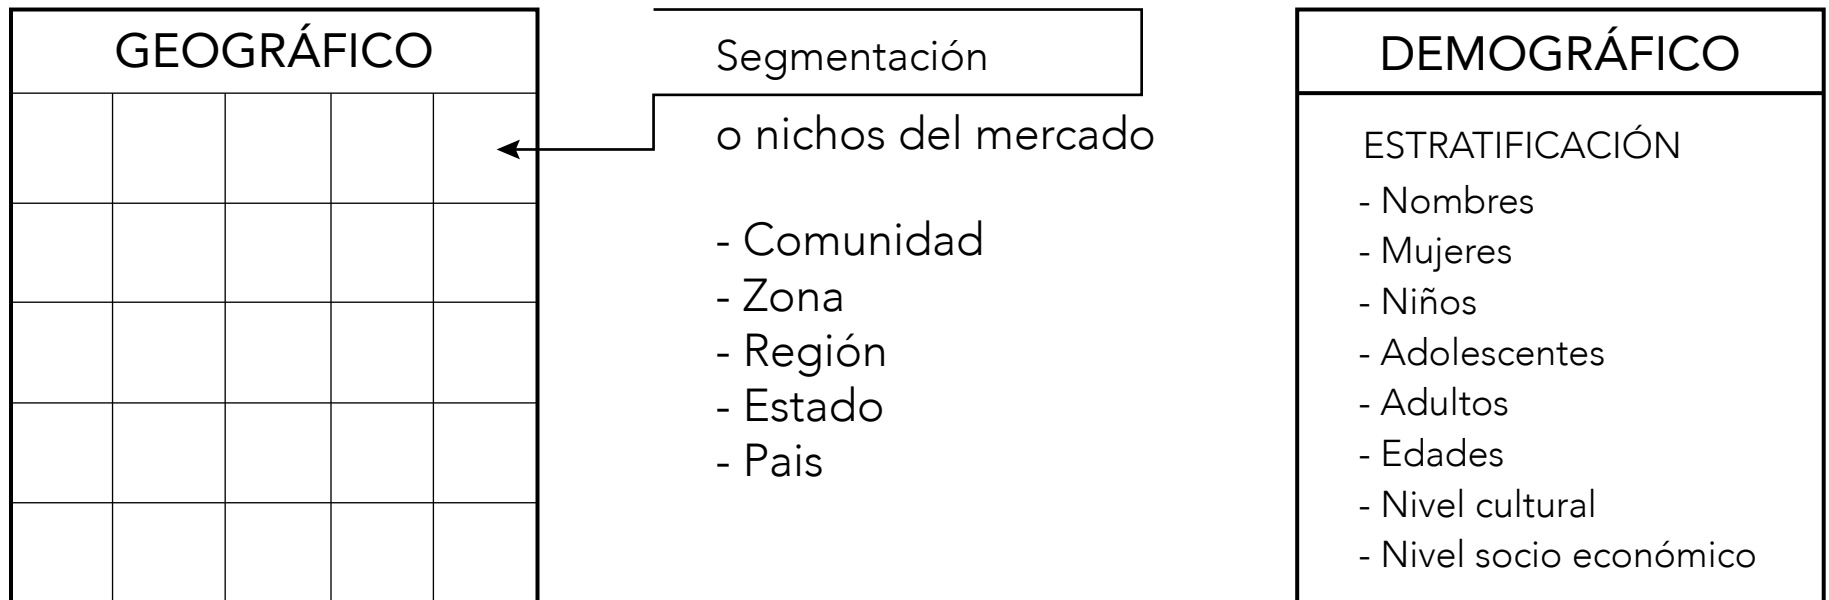 GEOGRÁFICO
Segmentación
o nichos del mercado
- Comunidad
- Zona
- Región
- Estado
- Pais
DEMOGRÁFICO
ESTRATIFICACIÓN
- Nombres
- Mujeres
- Niños
- Adolescentes
- Adultos
- Edades
- Nivel cultural
- Nivel socio económico